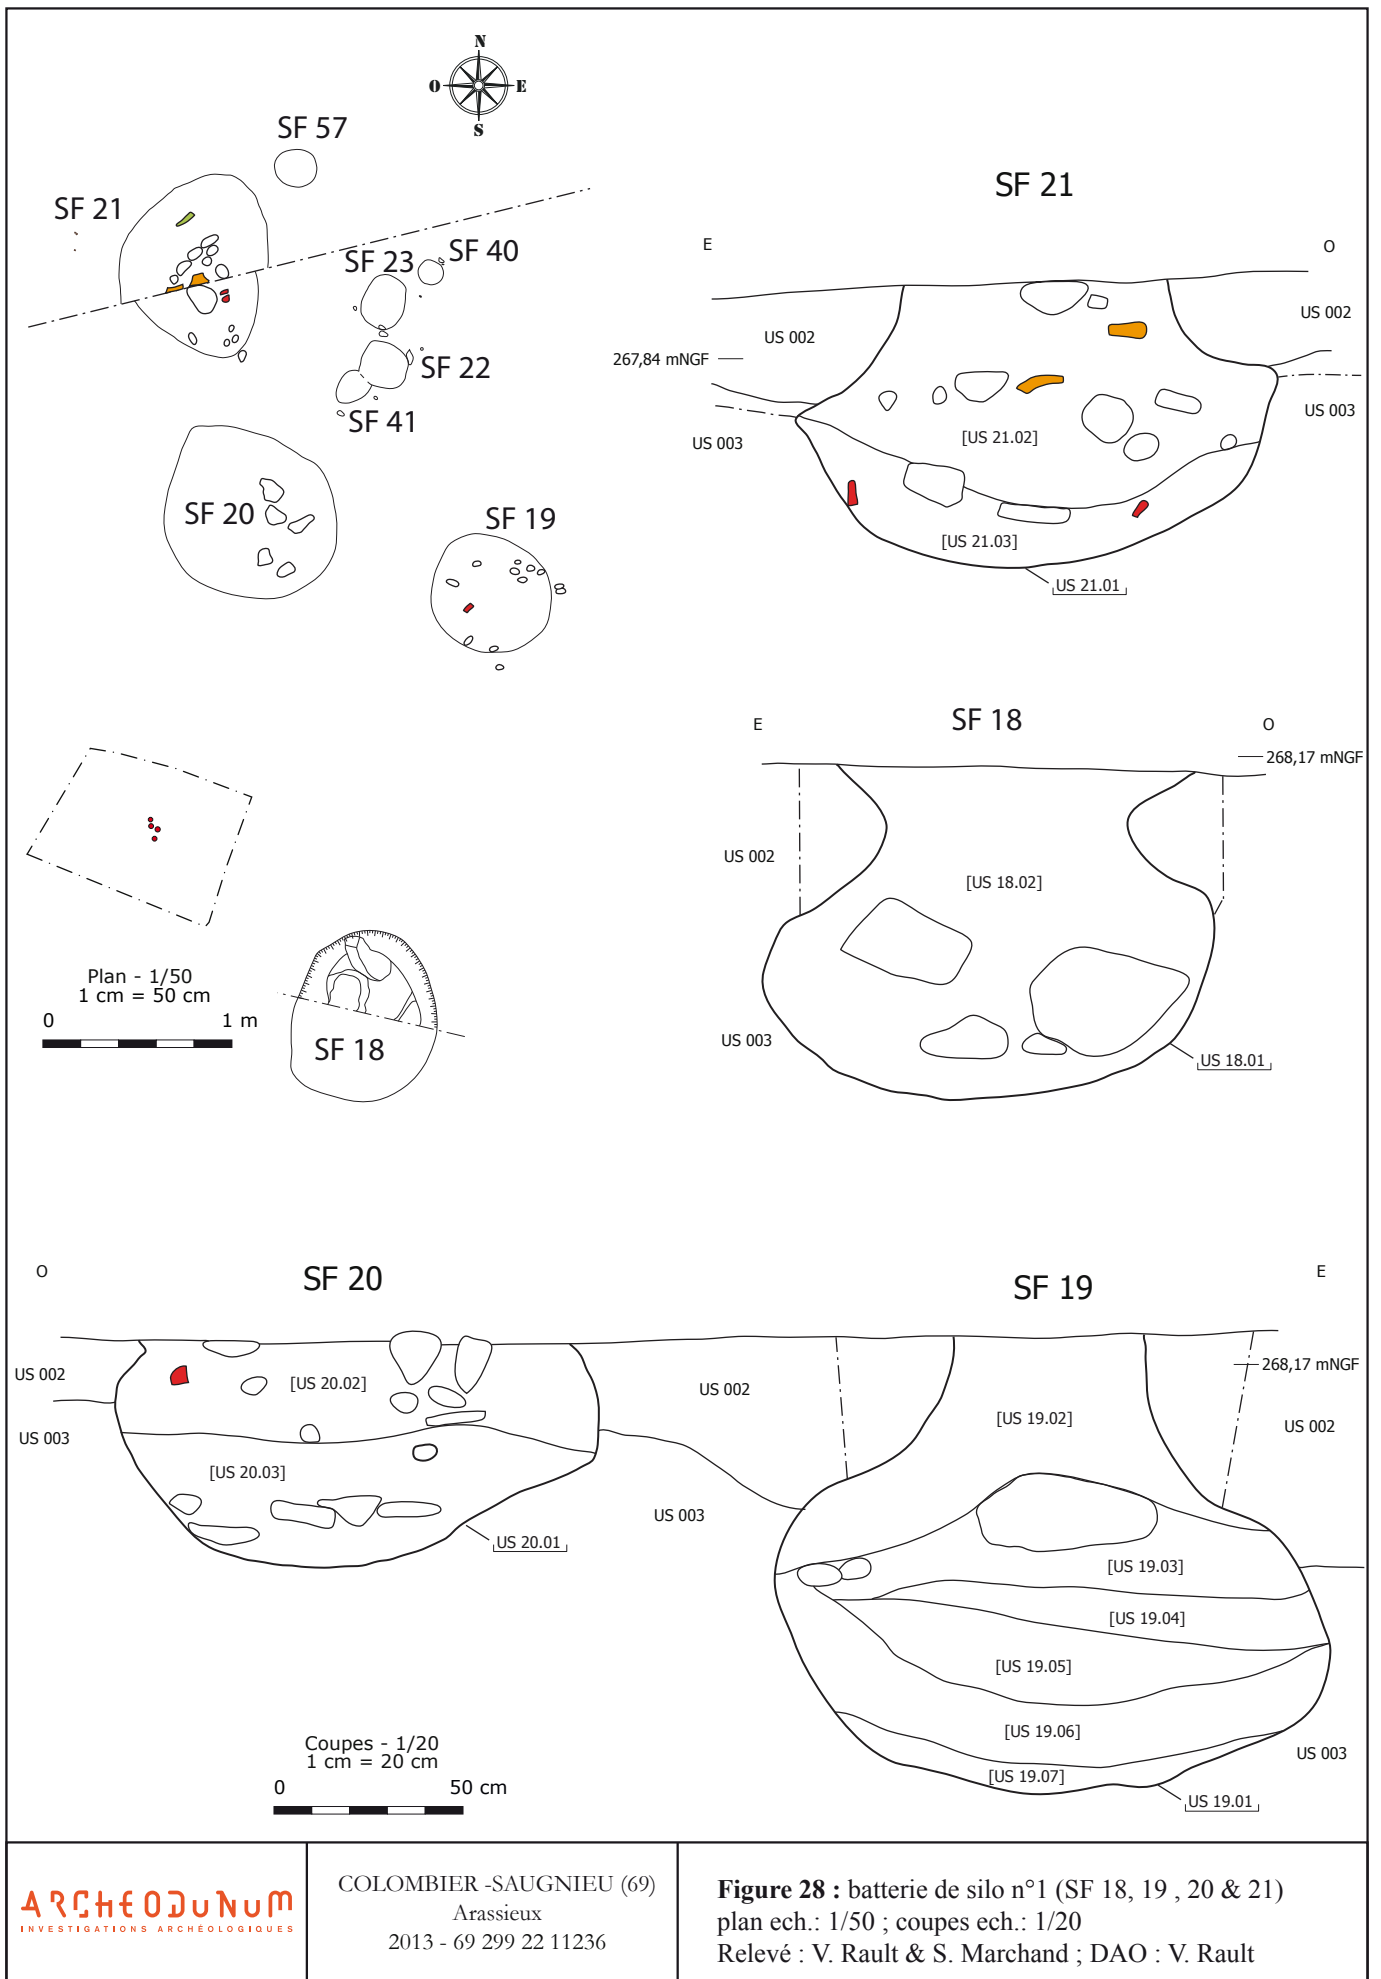 N
O E
S
SF 57
SF 21
SF 23
SF 40
SF 22
SF 41
SF 20
SF 19
Plan - 1/50
1 cm = 50 cm
0 1 m
SF 18
SF 21
E O
US 002 US 002
267,84 mNGF
US 003 US 003
[US 21.02]
[US 21.03]
US 21.01
SF 18
E O
268,17 mNGF
US 002
[US 18.02]
US 003
US 18.01
SF 20
O
US 002
[US 20.02]
US 003
[US 20.03]
US 20.01
US 002
US 003
SF 19
E
268,17 mNGF
[US 19.02]
US 002
[US 19.03]
[US 19.04]
[US 19.05]
[US 19.06]
US 003
[US 19.07]
US 19.01
Coupes - 1/20
1 cm = 20 cm
0 50 cm
ARCHEODUNUM
INVESTIGATIONS ARCHÉOLOGIQUES
COLOMBIER -SAUGNIEU (69)
Arassieux
2013 - 69 299 22 11236
Figure 28 : batterie de silo n°1 (SF 18, 19 , 20 & 21)
plan ech.: 1/50 ; coupes ech.: 1/20
Relevé : V. Rault & S. Marchand ; DAO : V. Rault